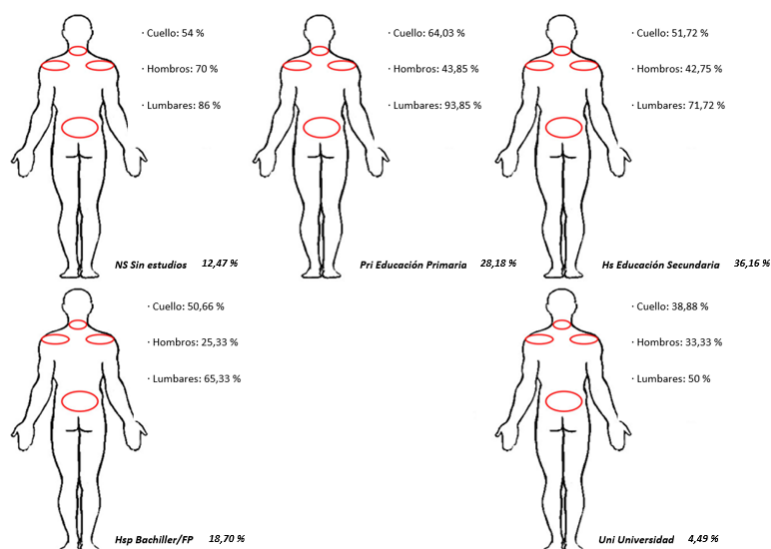 · Cuello: 54 %
· Hombros: 70 %
· Lumbares: 86 %
NS Sin estudios 12,47 %
· Cuello: 64,03 %
· Hombros: 43,85 %
· Lumbares: 93,85 %
Pri Educación Primaria 28,18 %
· Cuello: 51,72 %
· Hombros: 42,75 %
· Lumbares: 71,72 %
Hs Educación Secundaria 36,16 %
· Cuello: 50,66 %
· Hombros: 25,33 %
· Lumbares: 65,33 %
Hsp Bachiller/FP 18,70 %
· Cuello: 38,88 %
· Hombros: 33,33 %
· Lumbares: 50 %
Uni Universidad 4,49 %